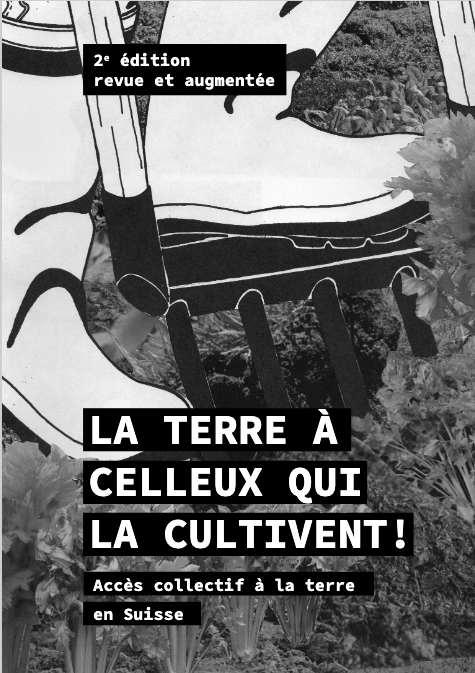 2ᵉ édition
revue et augmentée
LA TERRE À
CELLEUX QUI
LA CULTIVENT!
Accès collectif à la terre
en Suisse